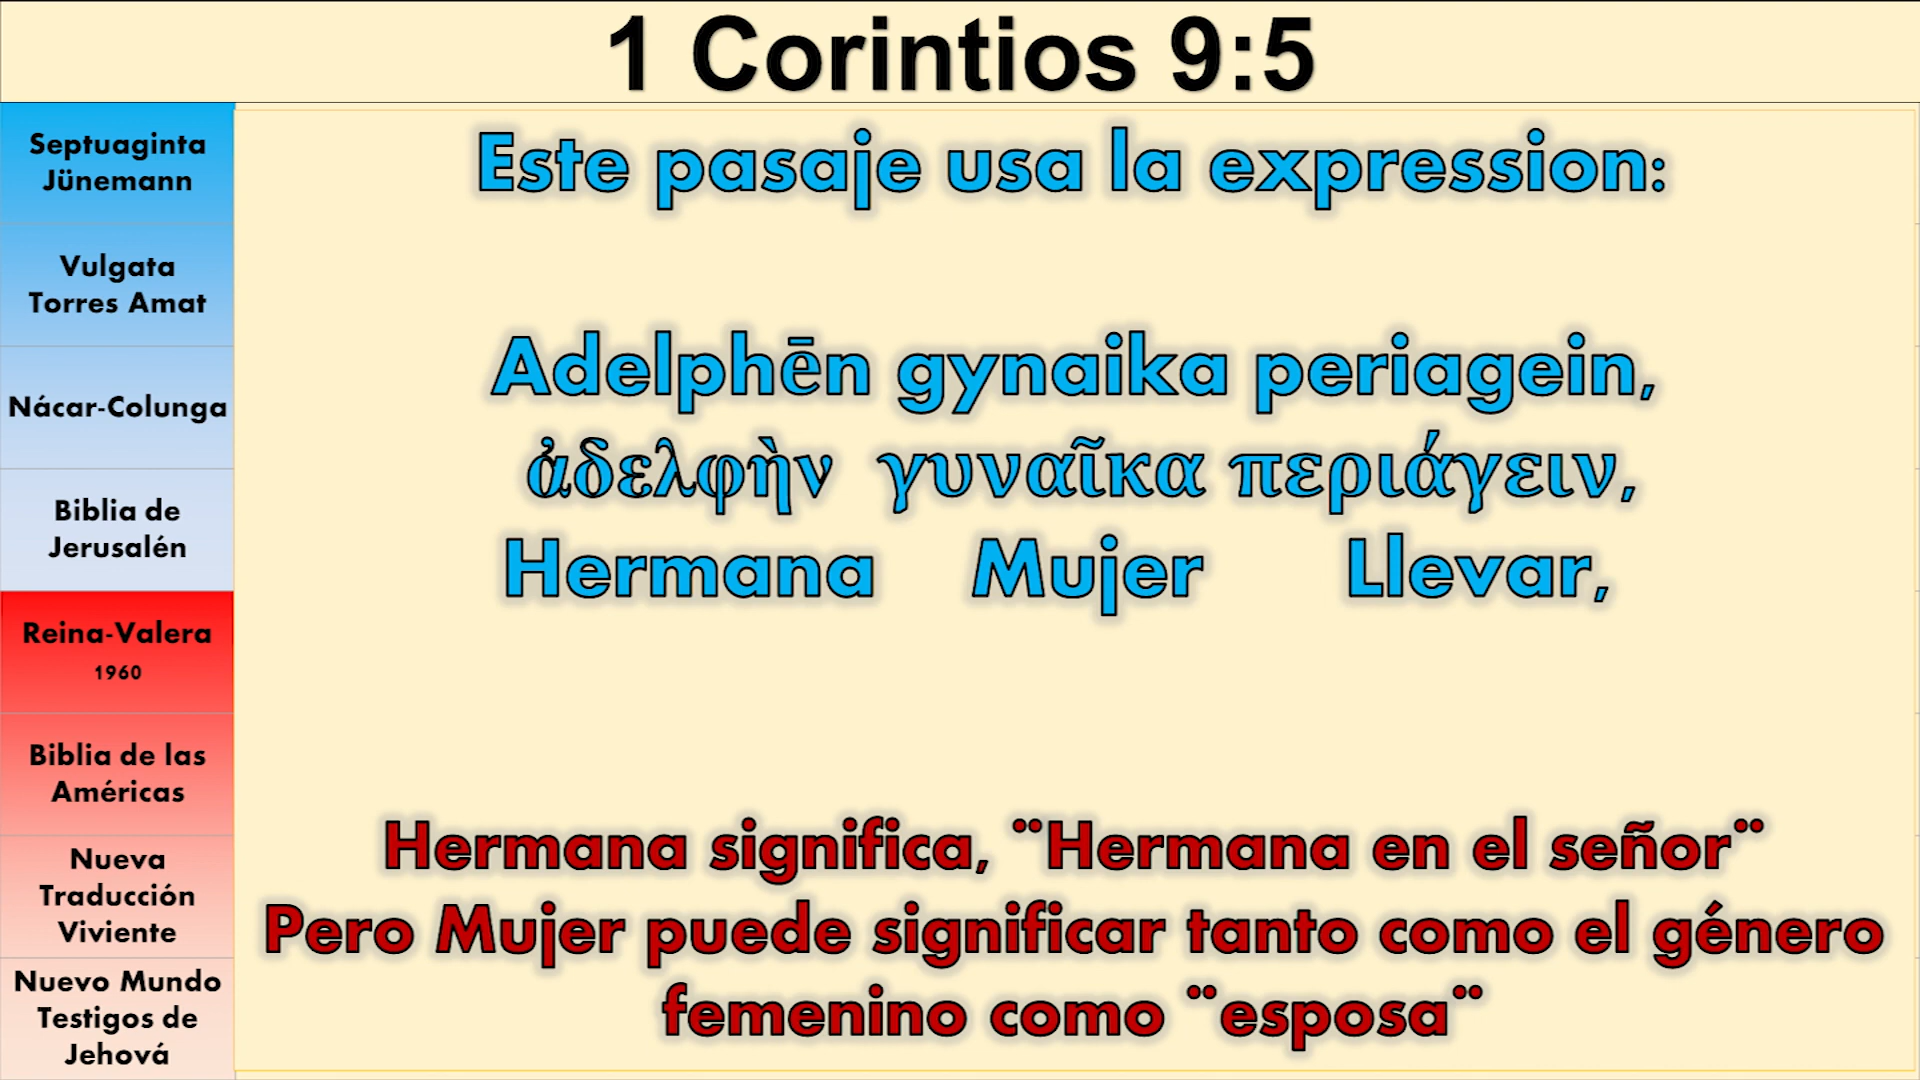 1 Corintios 9:5
Septuaginta
Jünemann
Vulgata
Torres Amat
Nácar-Colunga
Biblia de
Jerusalén
Reina-Valera
1960
Biblia de las
Américas
Nueva
Traducción
Viviente
Nuevo Mundo
Testigos de
Jehová
Este pasaje usa la expression:
Adelphēn gynaika periagein,
ἀδελφὴν γυναῖκα περιάγειν,
Hermana Mujer Llevar,
Hermana significa, ¨Hermana en el señor¨
Pero Mujer puede significar tanto como el género
femenino como ¨esposa¨